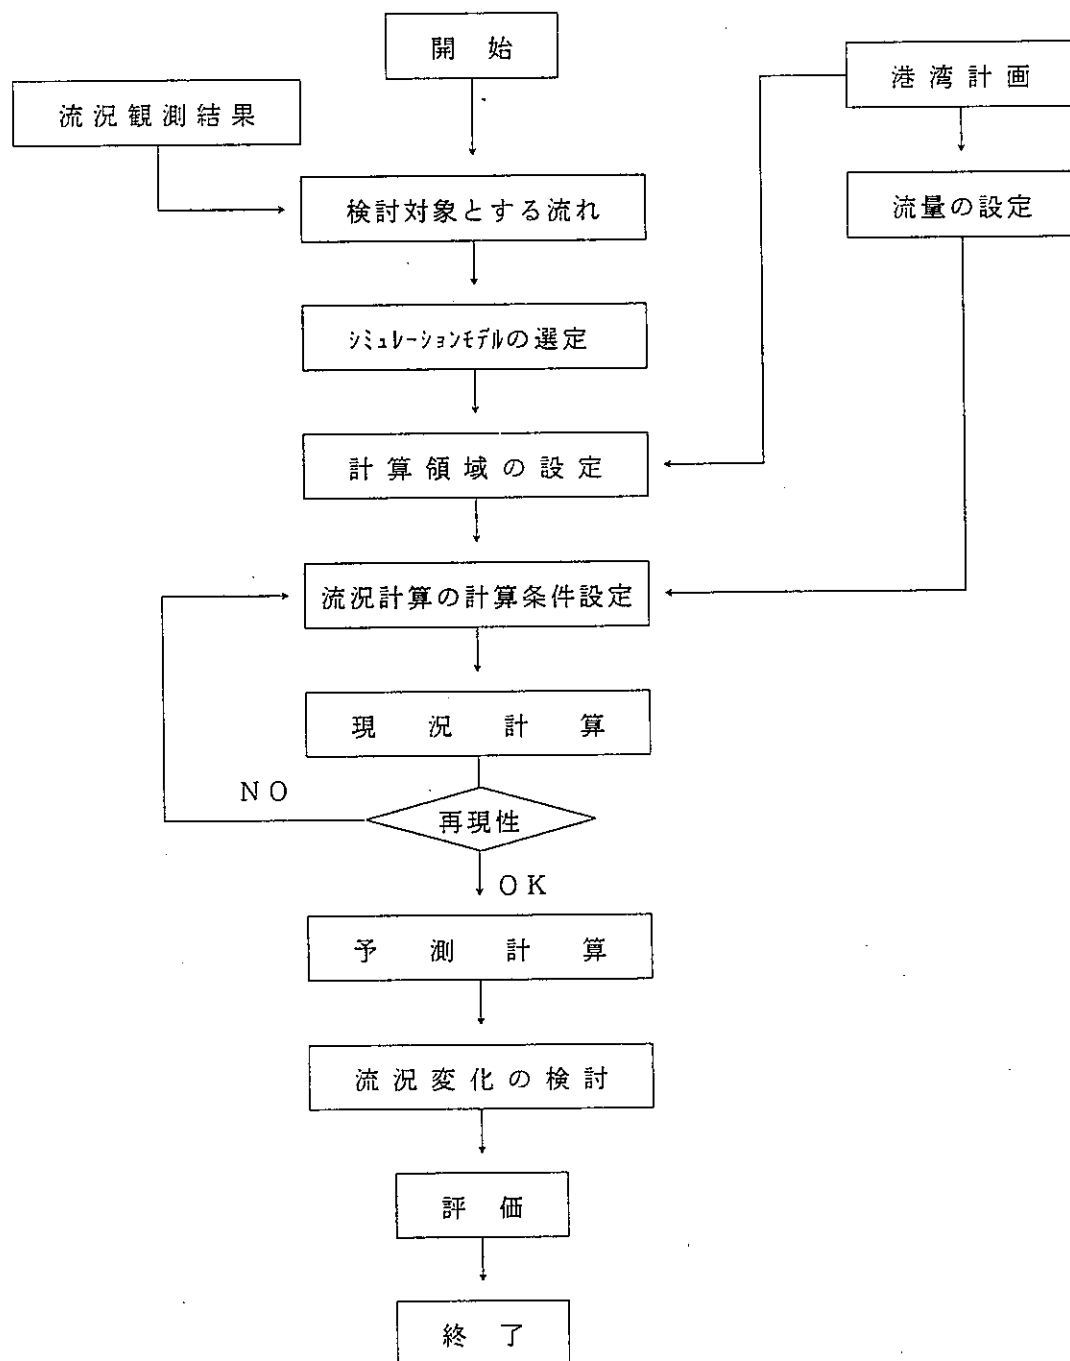 開始
港湾計画
流況観測結果
検討対象とする流れ
流量の設定
ｼﾐｭﾚｰｼｮﾝﾓﾃﾞﾙの選定
計算領域の設定
流況計算の計算条件設定
現況計算
NO
再現性
OK
予測計算
流況変化の検討
評価
終了